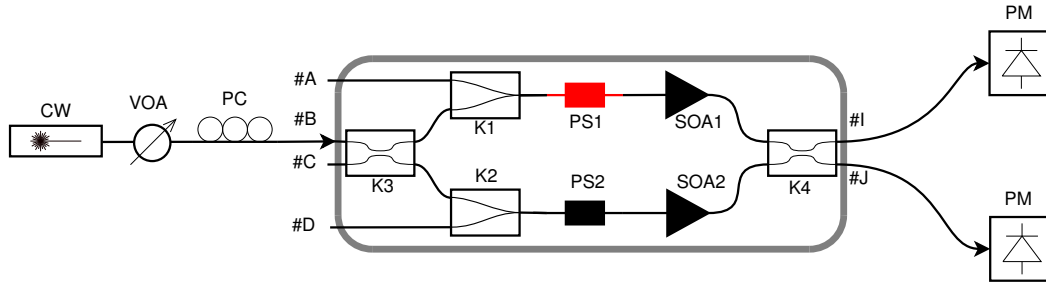 PM
#A
CW
VOA
PC
#B
K1
PS1
SOA1
#I
#C
K3
K2
PS2
SOA2
K4
#J
#D
PM